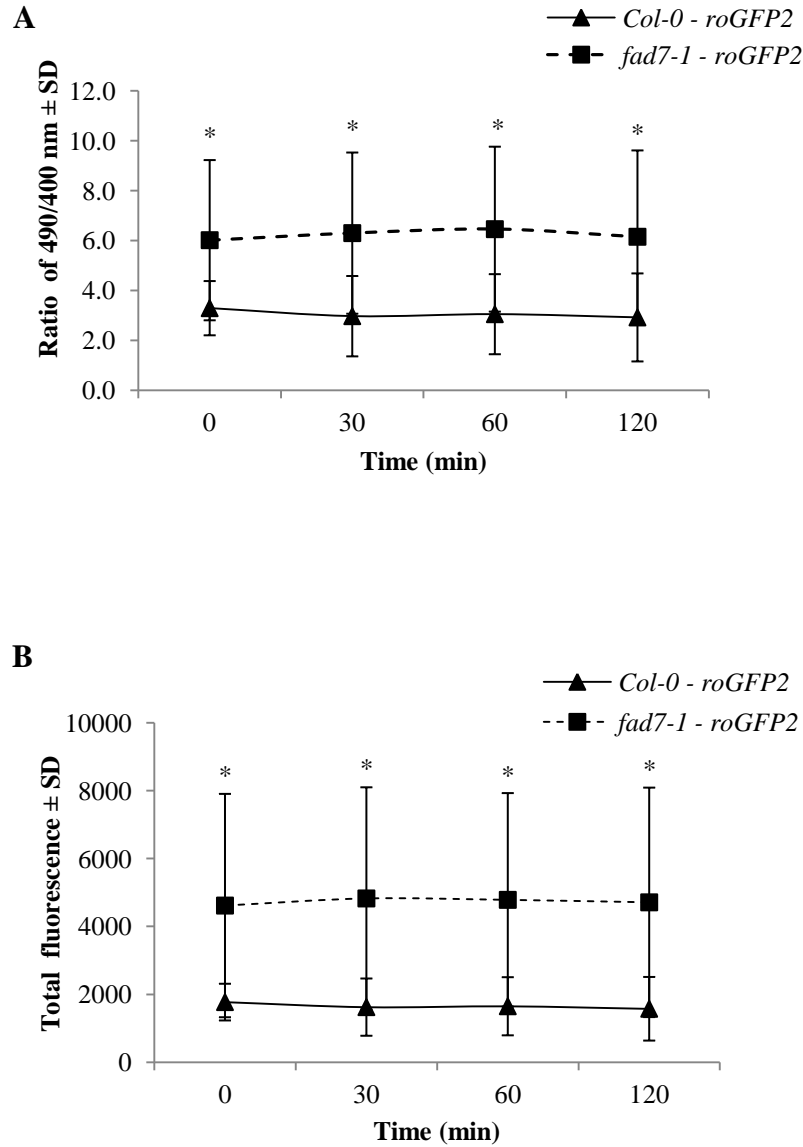 A
Col-0 - roGFP2
fad7-1 - roGFP2
Ratio of 490/400 nm ± SD
12.0
10.0
8.0
6.0
4.0
2.0
0.0
* * * *
0 30 60 120
Time (min)
B
Col-0 - roGFP2
fad7-1 - roGFP2
Total fluorescence ± SD
10000
8000
6000
4000
2000
0
* * * *
0 30 60 120
Time (min)